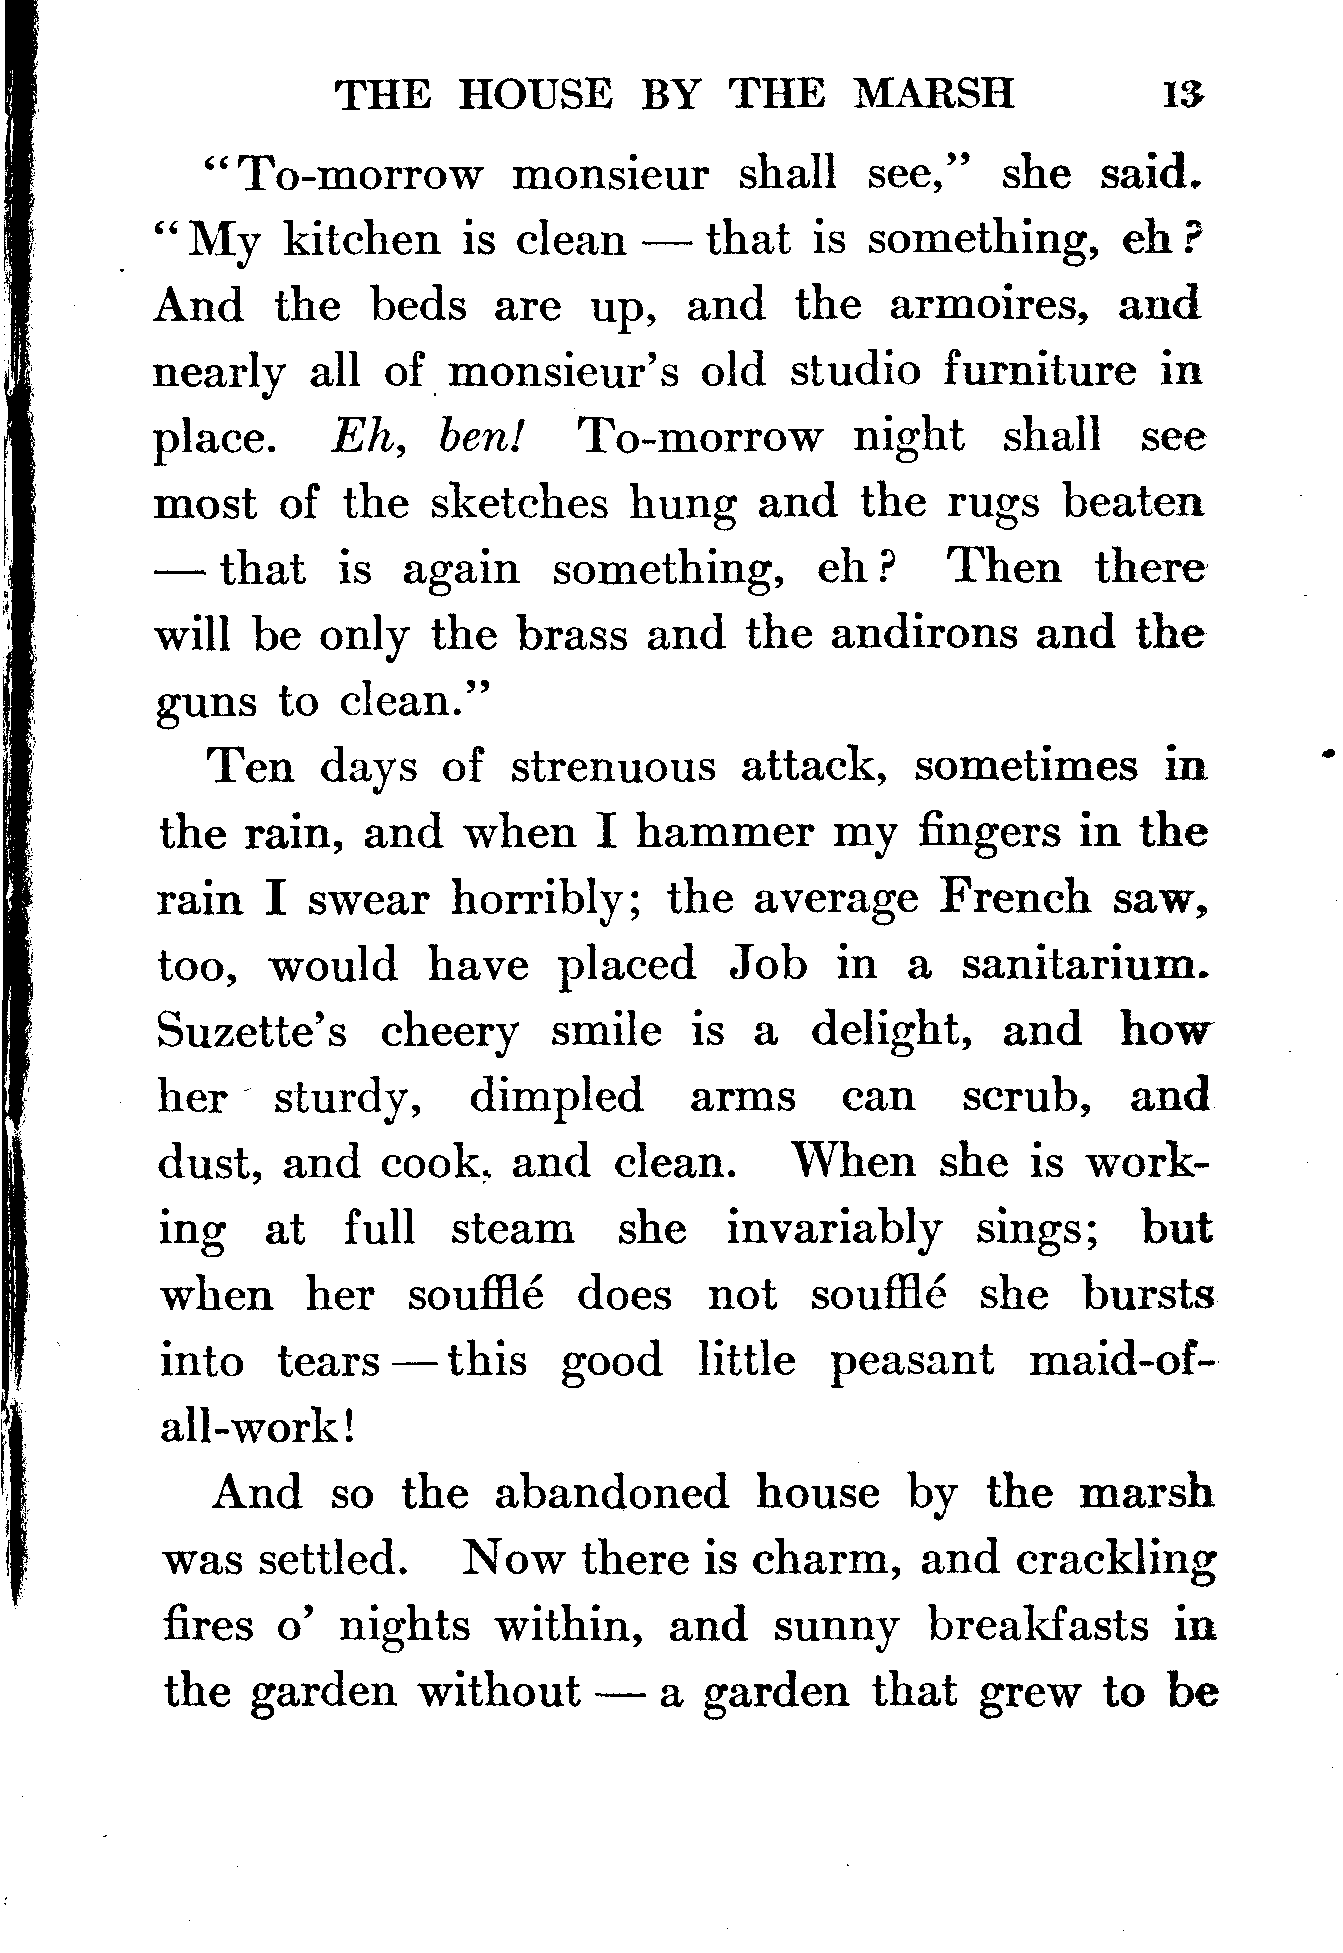 THE HOUSE BY THE MARSH 13
“To-morrow monsieur shall see,” she said.
“My kitchen is clean — that is something, eh?
And the beds are up, and the armoires, and
nearly all of monsieur’s old studio furniture in
place. Eh, ben! To-morrow night shall see
most of the sketches hung and the rugs beaten
— that is again something, eh? Then there
will be only the brass and the andirons and the
guns to clean.”
Ten days of strenuous attack, sometimes in
the rain, and when I hammer my fingers in the
rain I swear horribly; the average French saw,
too, would have placed Job in a sanitarium.
Suzette’s cheery smile is a delight, and how
her sturdy, dimpled arms can scrub, and
dust, and cook, and clean. When she is work-
ing at full steam she invariably sings; but
when her soufflé does not soufflé she bursts
into tears — this good little peasant maid-of-
all-work!
And so the abandoned house by the marsh
was settled. Now there is charm, and crackling
fires o’ nights within, and sunny breakfasts in
the garden without — a garden that grew to be